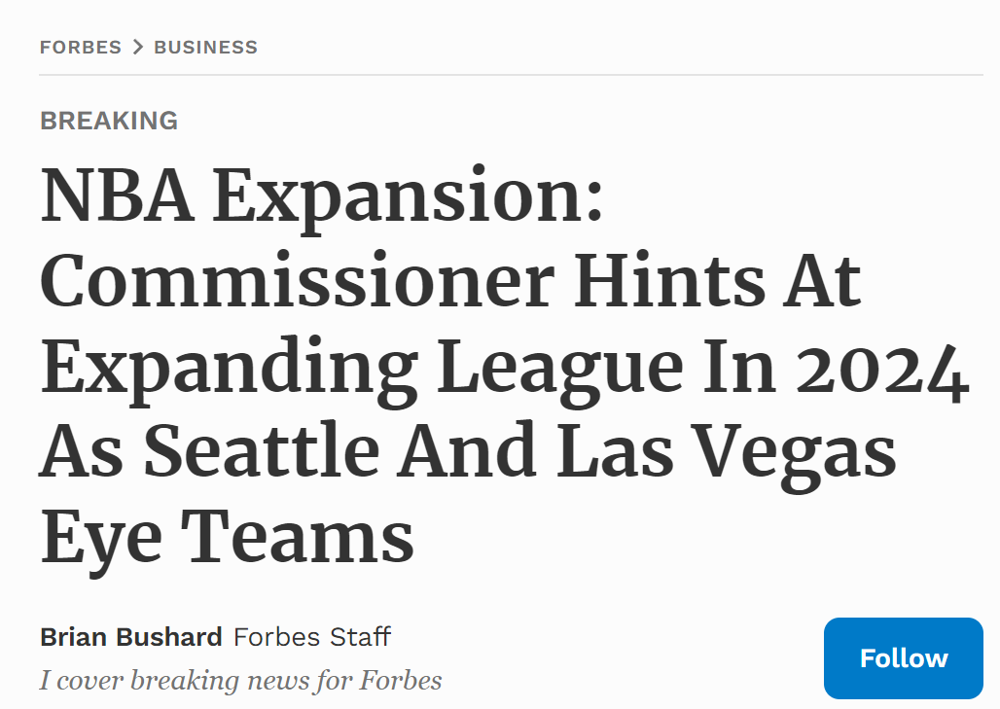 FORBES > BUSINESS
BREAKING
NBA Expansion:
Commissioner Hints At
Expanding League In 2024
As Seattle And Las Vegas
Eye Teams
Brian Bushard Forbes Staff
I cover breaking news for Forbes
Follow